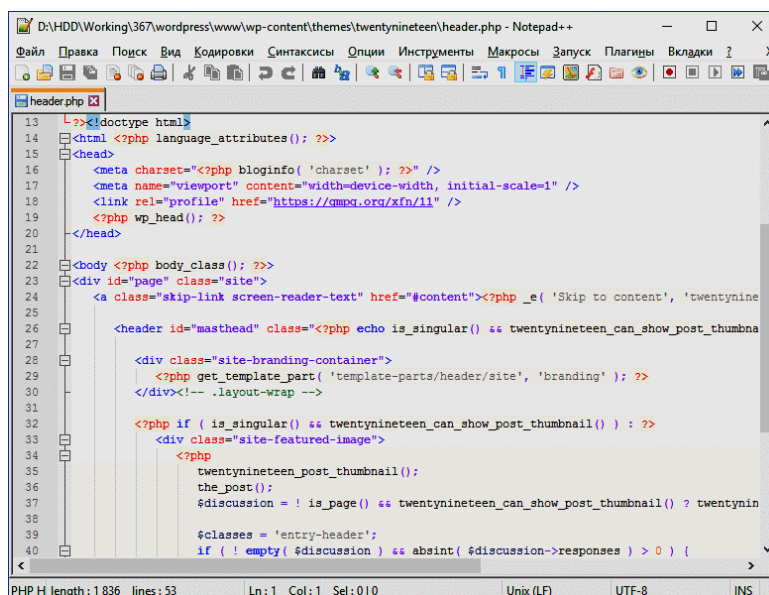 D:\HDD\Working\367\wordpress\www\wp-content\themes\twentynineteen\header.php - Notepad++
Файл Правка Поиск Вид Кодировки Синтаксисы Опции Инструменты Макросы Запуск Плагины Вкладки ?
header.php
13 ?><!doctype html>
14 <html <?php language_attributes(); ?>>
15 <head>
16 <meta charset="<?php bloginfo( 'charset' ); ?>" />
17 <meta name="viewport" content="width=device-width, initial-scale=1" />
18 <link rel="profile" href="https://gmpg.org/xfn/11" />
19 <?php wp_head(); ?>
20 </head>
21
22 <body <?php body_class(); ?>>
23 <div id="page" class="site">
24 <a class="skip-link screen-reader-text" href="#content"><?php _e( 'Skip to content', 'twentynine
25
26 <header id="masthead" class="<?php echo is_singular() && twentynineteen_can_show_post_thumbna
27
28 <div class="site-branding-container">
29 <?php get_template_part( 'template-parts/header/site', 'branding' ); ?>
30 </div><!-- .layout-wrap -->
31
32 <?php if ( is_singular() && twentynineteen_can_show_post_thumbnail() ) : ?>
33 <div class="site-featured-image">
34 <?php
35 twentynineteen_post_thumbnail();
36 the_post();
37 $discussion = ! is_page() && twentynineteen_can_show_post_thumbnail() ? twentynin
38
39 $classes = 'entry-header';
40 if ( ! empty( $discussion ) && absint( $discussion->responses ) > 0 ) {
PHP H length : 1 836 lines : 53 Ln : 1 Col : 1 Sel : 0 | 0 Unix (LF) UTF-8 INS